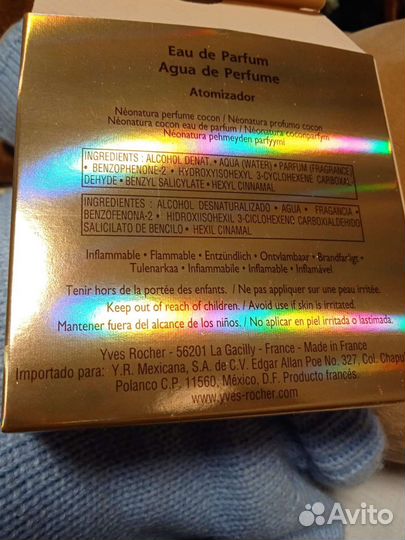 Eau de Parfum
Agua de Perfume
Atomizador
Néonatura perfume cocon / Néonatura profumo cocon
Néonatura cocon eau de parfum / Néonatura coconparfym
Néonatura pehmeyden parfyymi
INGREDIENTS : ALCOHOL DENAT. • AQUA (WATER) • PARFUM (FRAGRANCE)
• BENZOPHENONE-2 • HYDROXYISOHEXYL 3-CYCLOHEXENE CARBOXAL-
DEHYDE • BENZYL SALICYLATE • HEXYL CINNAMAL
INGREDIENTES : ALCOHOL DESNATURALIZADO • AGUA • FRAGANCIA •
BENZOFENONA-2 • HIDROXIISOHEXIL 3-CICLOHEXENC CARBOXIALDEHIDO
SALICILATO DE BENCILO • HEXIL CINAMAL
Inflammable • Flammable • Entzündlich • Ontvlambaar • Brandfarligt •
Tulenarkaa • Infiammabile • Inflamable • Inflamável
Tenir hors de la portée des enfants. / Ne pas appliquer sur une peau irritée.
Keep out of reach of children. / Avoid use if skin is irritated.
Mantener fuera del alcance de los niños. / No aplicar en piel irritada o lastimada.
Yves Rocher - 56201 La Gacilly - France - Made in France
Importado para: Y.R. Mexicana, S.A. de C.V. Edgar Allan Poe No. 327, Col. Chapul
Polanco C.P. 11560, México, D.F. Producto francés.
www.yves-rocher.com
Avito